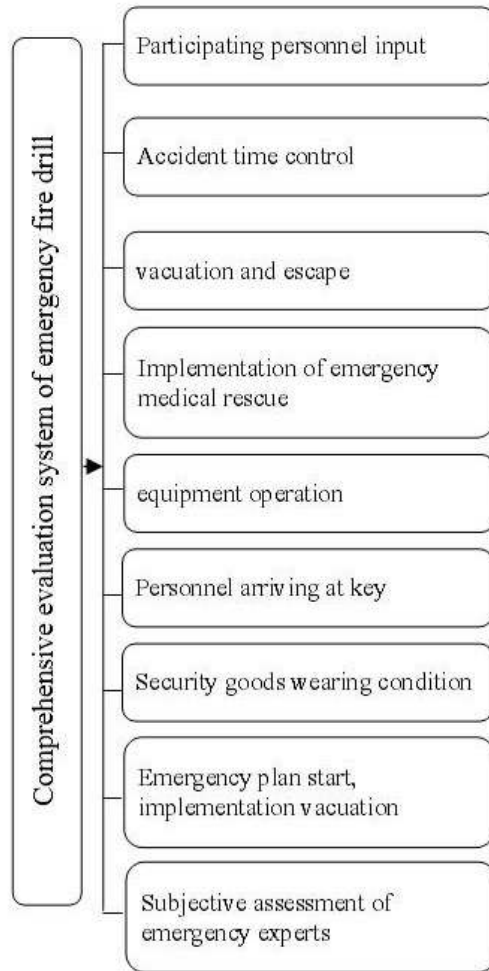 Comprehensive evaluation system of emergency fire drill
Participating personnel input
Accident time control
vacuation and escape
Implementation of emergency
medical rescue
equipment operation
Personnel arriving at key
Security goods wearing condition
Emergency plan start,
implementation vacuation
Subjective assessment of
emergency experts